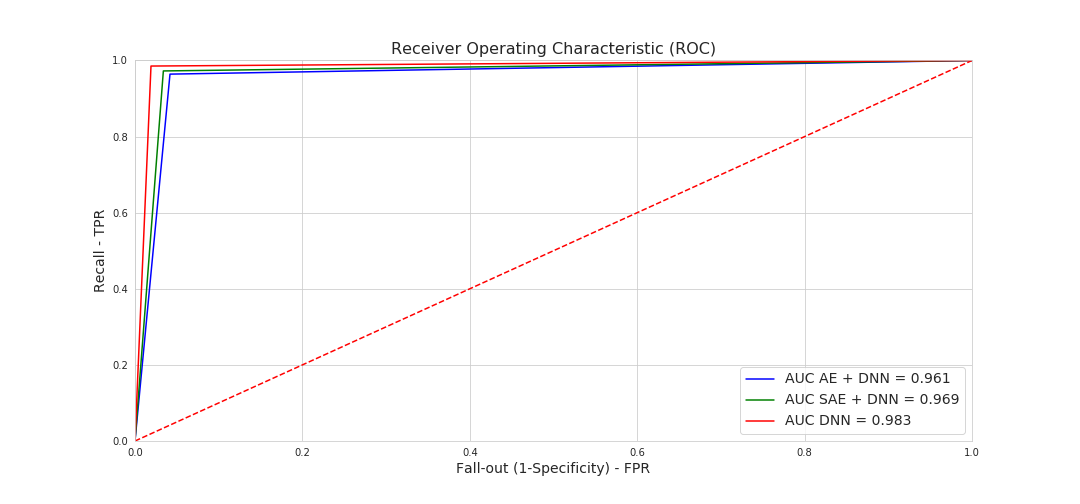 Receiver Operating Characteristic (ROC)
1.0
0.8
0.6
0.4
0.2
0.0
Recall - TPR
AUC AE + DNN = 0.961
AUC SAE + DNN = 0.969
AUC DNN = 0.983
0.0 0.2 0.4 0.6 0.8 1.0
Fall-out (1-Specificity) - FPR